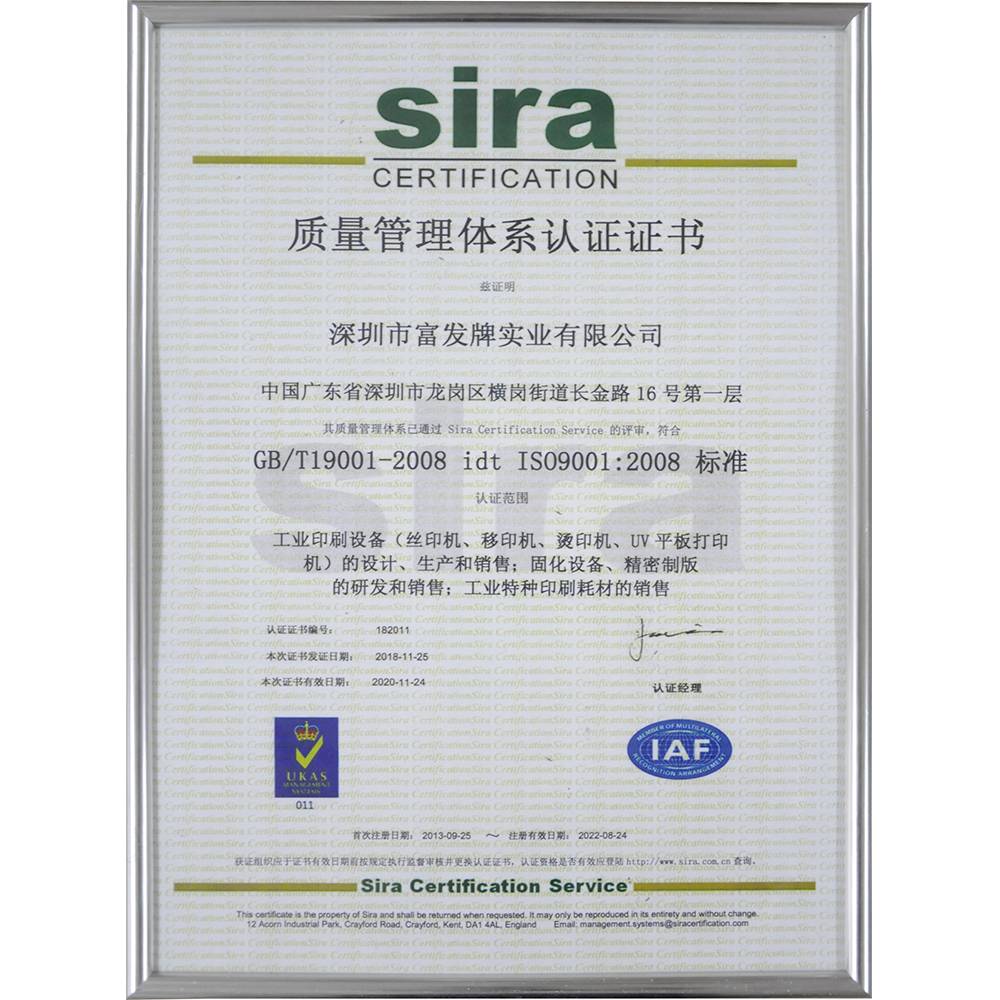 sira
CERTIFICATION
质量管理体系认证证书
兹证明
深圳市富发牌实业有限公司
中国广东省深圳市龙岗区横岗街道长金路 16 号第一层
其质量管理体系已通过 Sira Certification Service 的评审，符合
GB/T19001-2008 idt ISO9001:2008 标准
认证范围
工业印刷设备（丝印机、移印机、烫印机、UV 平板打印
机）的设计、生产和销售；固化设备、精密制版
的研发和销售；工业特种印刷耗材的销售
认证证书编号： 182011
本次证书发证日期： 2018-11-25
本次证书有效日期： 2020-11-24
认证经理
UKAS
MANAGEMENT
SYSTEMS
011
MEMBER OF MULTILATERAL
IAF
RECOGNITION ARRANGEMENT
首次注册日期： 2013-09-25 ～ 注册有效日期： 2022-08-24
获证组织应于证书有效日期前按规定执行监督审核并更换认证证书，认证资格是否有效应登陆 http://www.sira.com.cn 查询。
Sira Certification Service
This certificate is the property of Sira and shall be returned when requested. It may only be reproduced in its entirety and without change.
12 Acorn Industrial Park, Crayford Road, Crayford, Kent, DA1 4AL, England Email: management.systems@siracertification.com